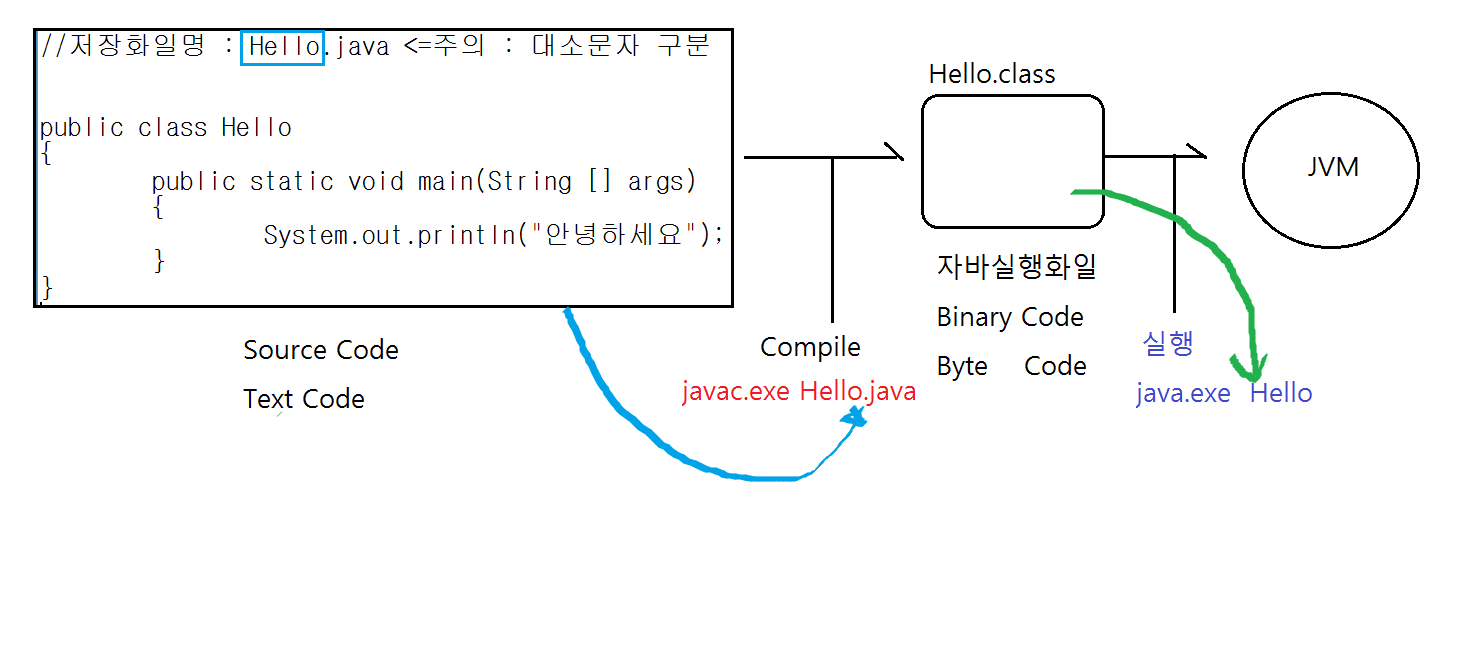 //저장화일명 : Hello.java <=주의 : 대소문자 구분
public class Hello
{
public static void main(String [] args)
{
System.out.println("안녕하세요");
}
}
Source Code
Text Code
Compile
javac.exe Hello.java
Hello.class
자바실행화일
Binary Code
Byte Code
실행
java.exe Hello
JVM